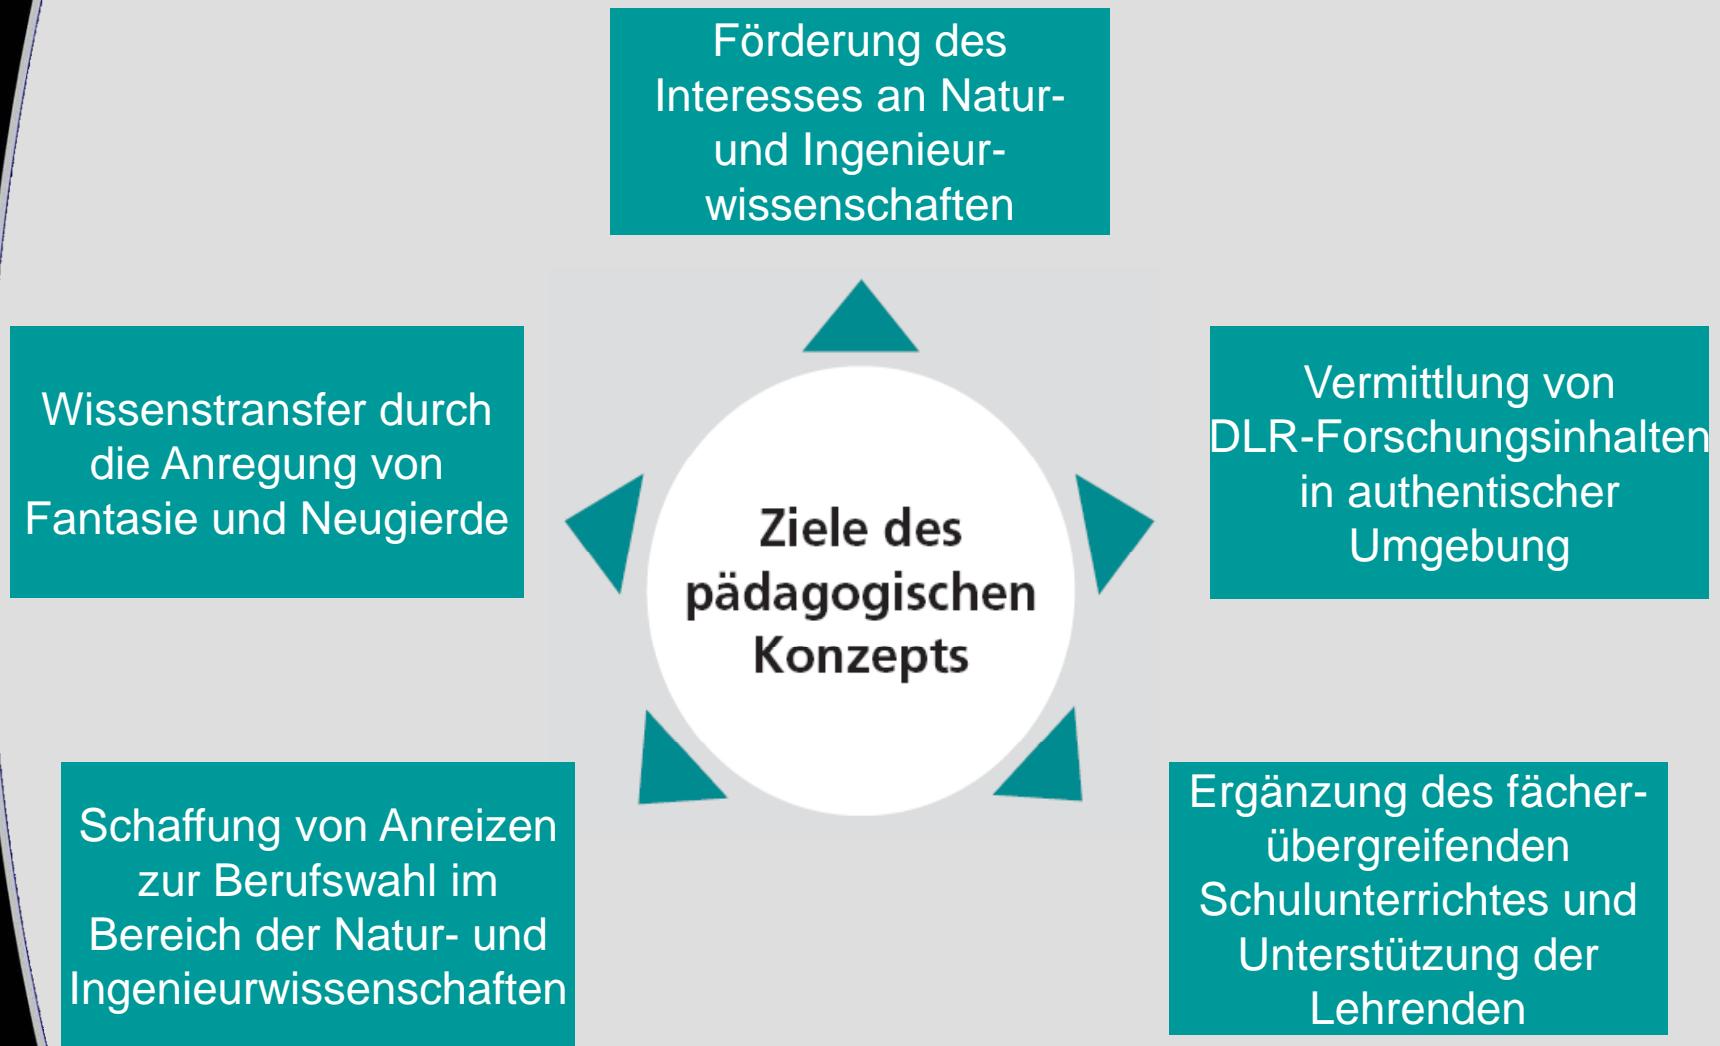 Förderung des
Interesses an Natur-
und Ingenieur-
wissenschaften
Wissenstransfer durch
die Anregung von
Fantasie und Neugierde
Vermittlung von
DLR-Forschungsinhalten
in authentischer
Umgebung
Ziele des
pädagogischen
Konzepts
Schaffung von Anreizen
zur Berufswahl im
Bereich der Natur- und
Ingenieurwissenschaften
Ergänzung des fächer-
übergreifenden
Schulunterrichtes und
Unterstützung der
Lehrenden